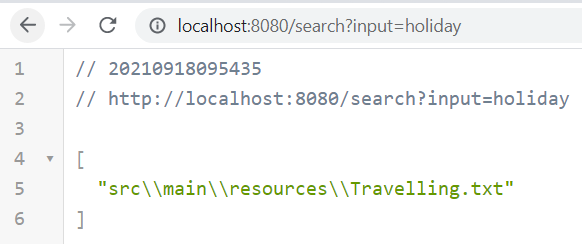 localhost:8080/search?input=holiday
1 // 20210918095435
2 // http://localhost:8080/search?input=holiday
3
4 [
5 "src\\main\\resources\\Travelling.txt"
6 ]